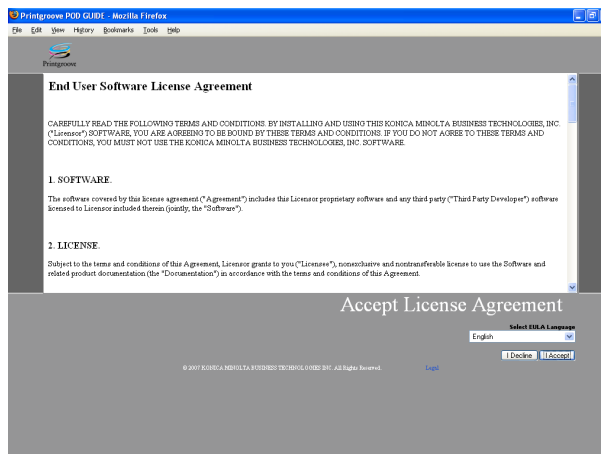 Printgroove POD GUIDE - Mozilla Firefox
File Edit View History Bookmarks Tools Help
Printgroove
End User Software License Agreement
CAREFULLY READ THE FOLLOWING TERMS AND CONDITIONS. BY INSTALLING AND USING THIS KONICA MINOLTA BUSINESS TECHNOLOGIES, INC.
("Licensor") SOFTWARE, YOU ARE AGREEING TO BE BOUND BY THESE TERMS AND CONDITIONS. IF YOU DO NOT AGREE TO THESE TERMS AND
CONDITIONS, YOU MUST NOT USE THE KONICA MINOLTA BUSINESS TECHNOLOGIES, INC. SOFTWARE.
1. SOFTWARE.
The software covered by this license agreement ("Agreement") includes this Licensor proprietary software and any third party ("Third Party Developer") software
licensed to Licensor included therein (jointly, the "Software").
2. LICENSE.
Subject to the terms and conditions of this Agreement, Licensor grants to you ("Licensee"), nonexclusive and nontransferable license to use the Software and
related product documentation (the "Documentation") in accordance with the terms and conditions of this Agreement.
Accept License Agreement
Select EULA Language
English
I Decline I Accept
© 2007 KONICA MINOLTA BUSINESS TECHNOLOGIES INC. All Rights Reserved. Legal